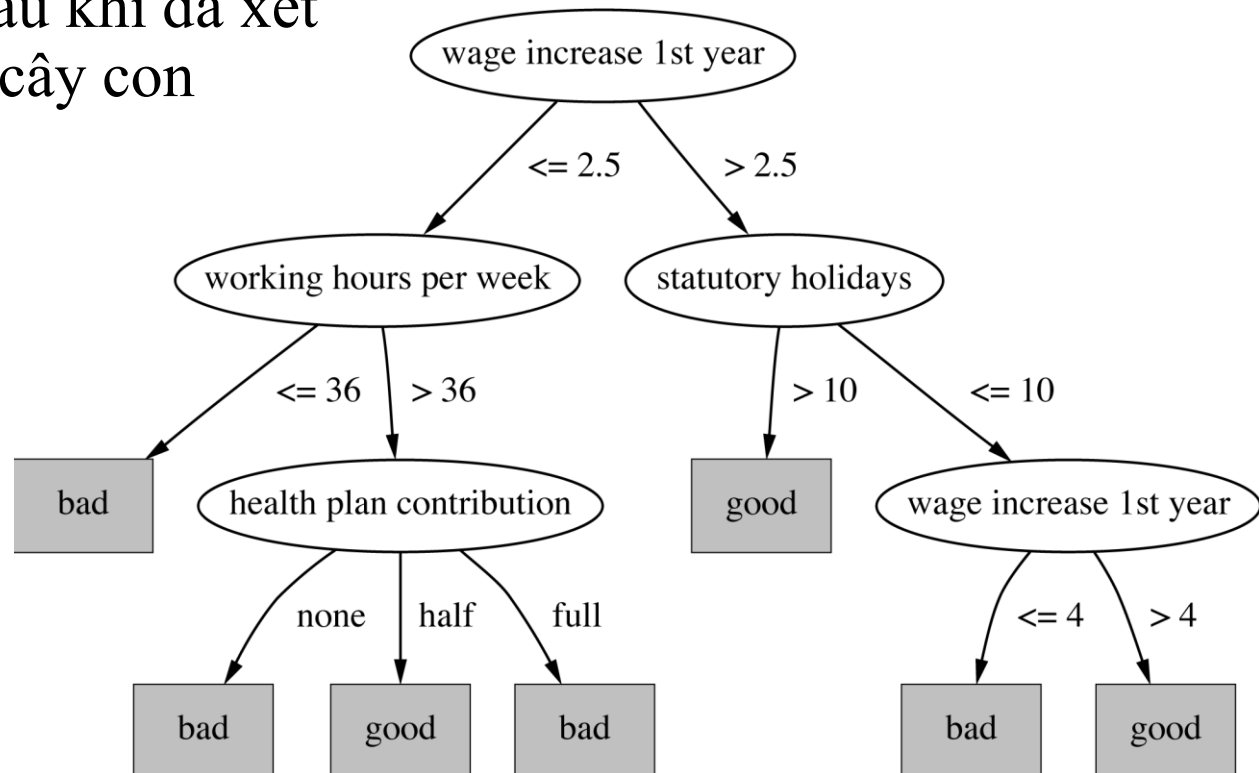 au khi đã xét
cây con
wage increase 1st year
<= 2.5
> 2.5
working hours per week
statutory holidays
<= 36
> 36
> 10
<= 10
bad
health plan contribution
good
wage increase 1st year
none
half
full
<= 4
> 4
bad
good
bad
bad
good